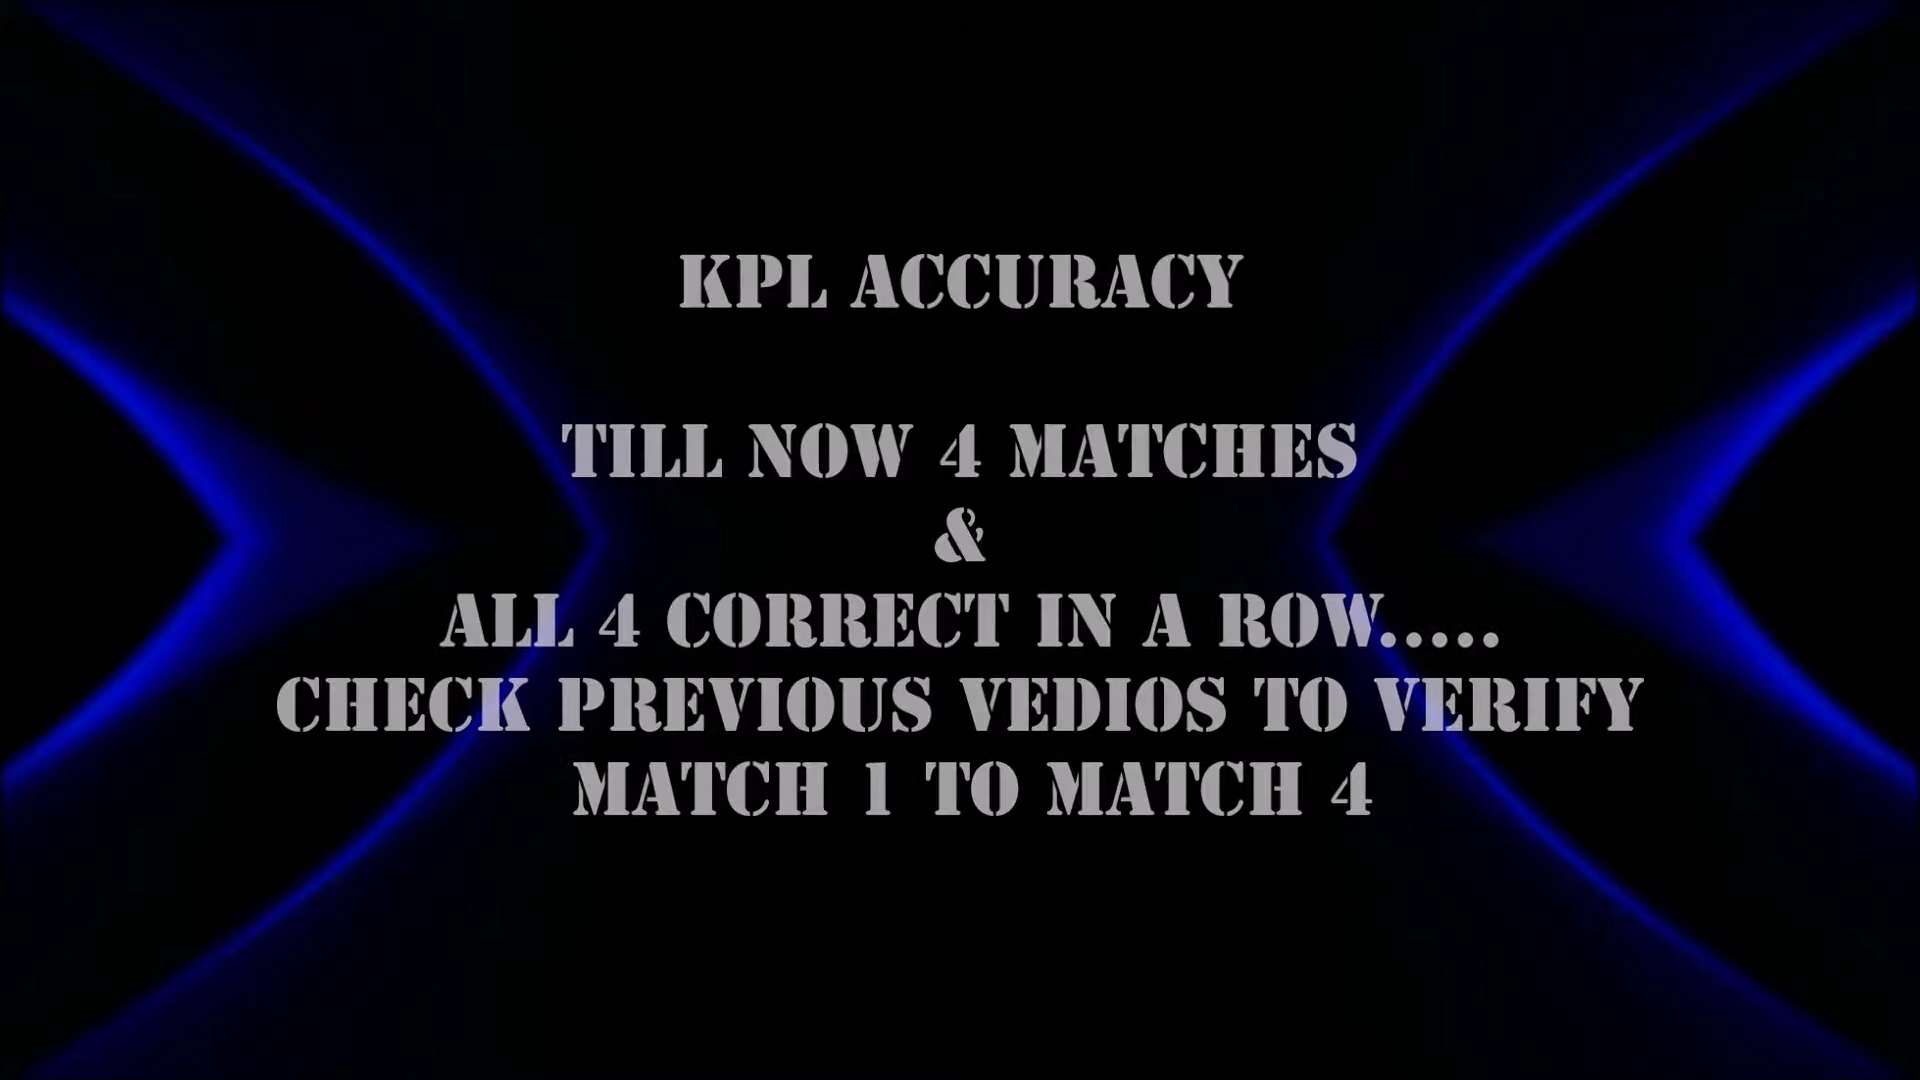 KPL ACCURACY
TILL NOW 4 MATCHES
&
ALL 4 CORRECT IN A ROW.....
CHECK PREVIOUS VEDIOS TO VERIFY
MATCH 1 TO MATCH 4